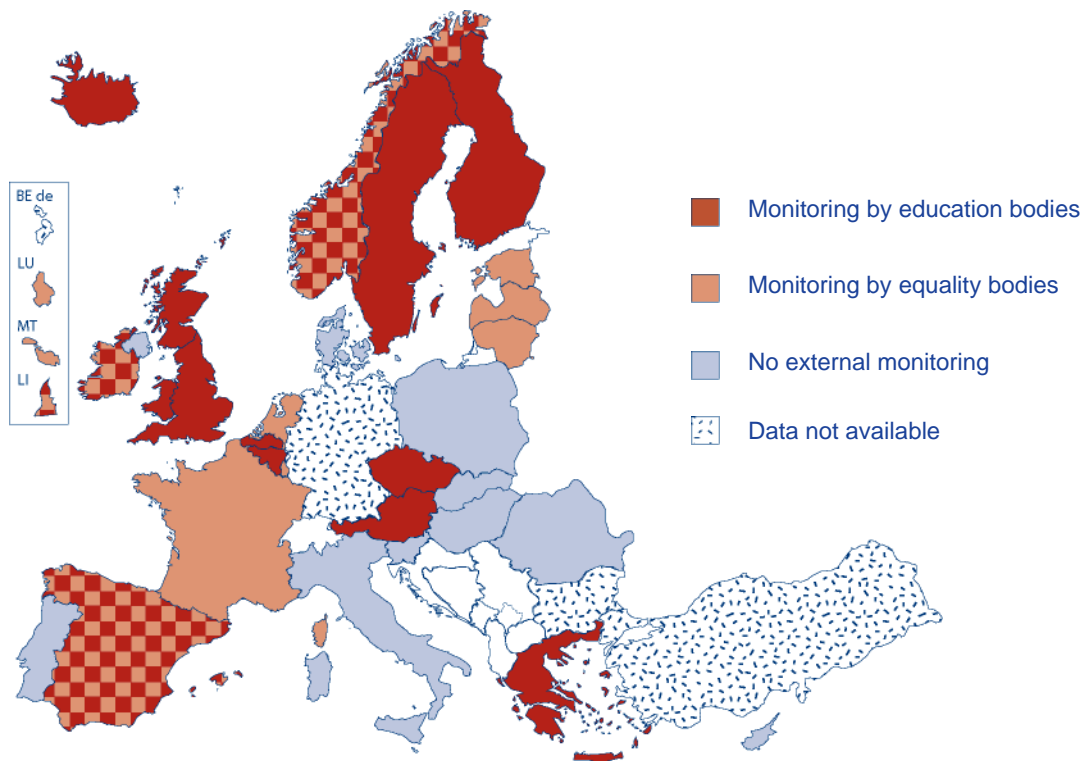 BE de
LU
MT
LI
Monitoring by education bodies
Monitoring by equality bodies
No external monitoring
Data not available